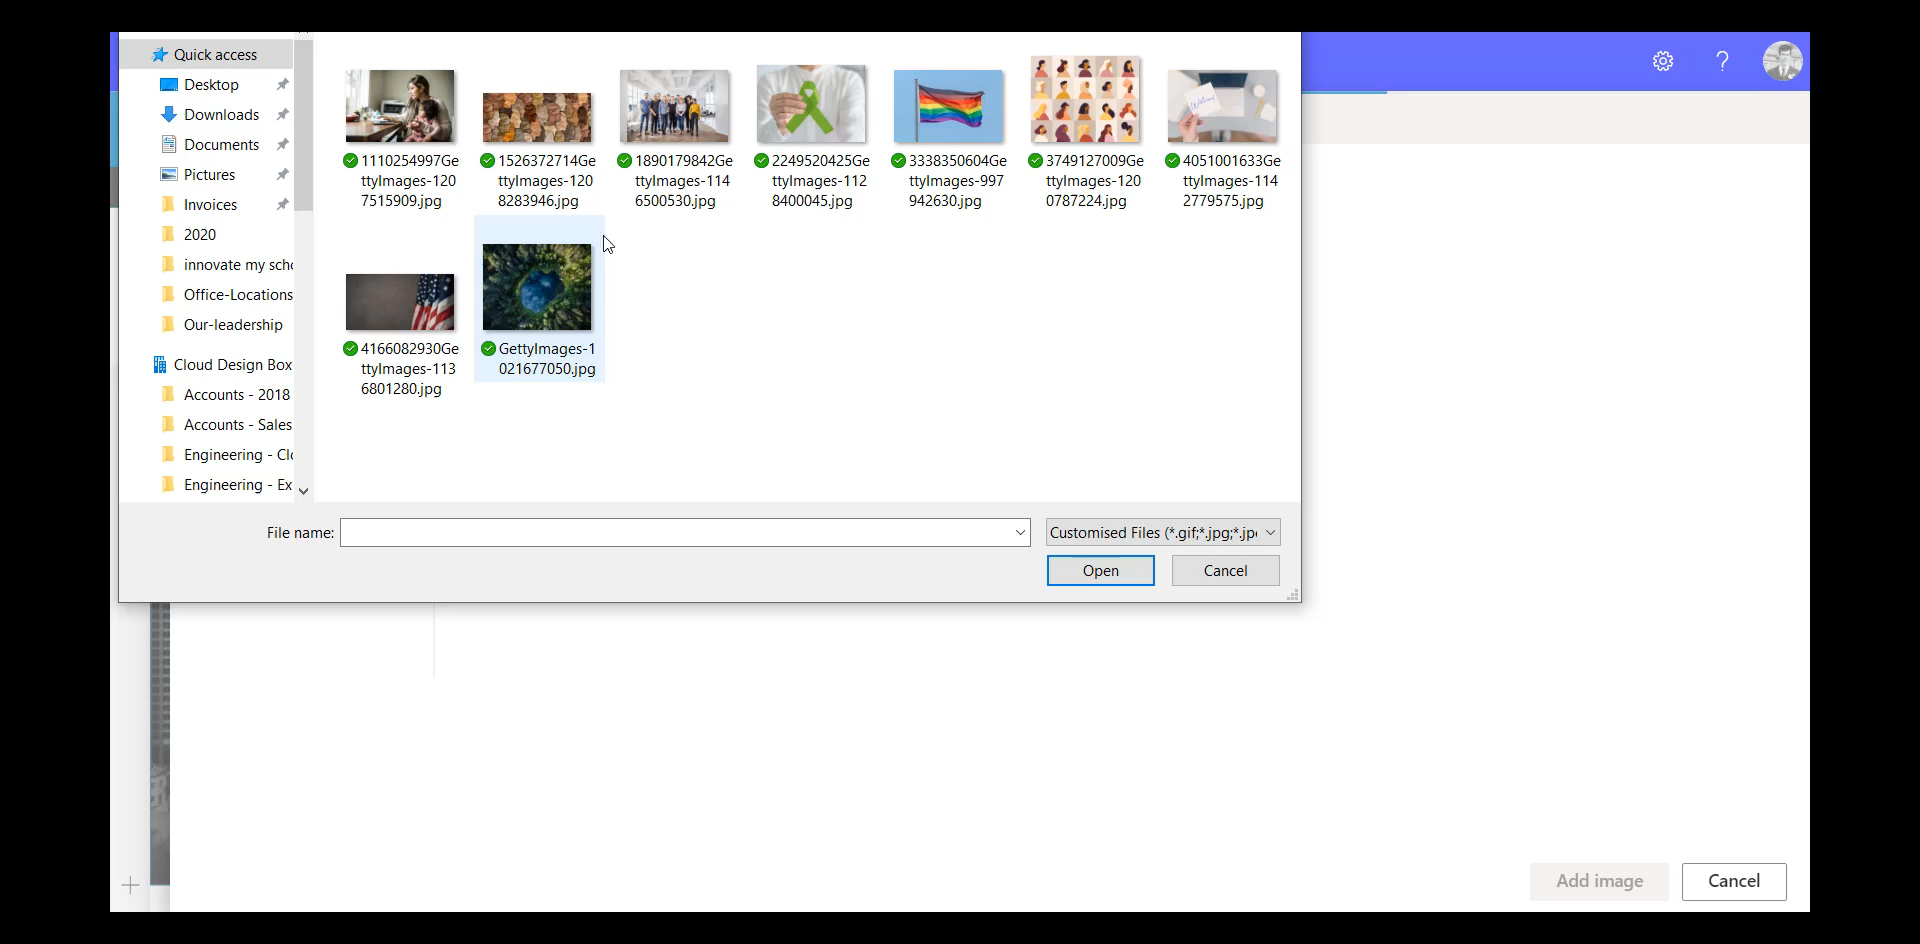 Quick access
Desktop
Downloads
Documents
Pictures
Invoices
2020
innovate my sch
Office-Locations
Our-leadership
Cloud Design Box
Accounts - 2018
Accounts - Sales
Engineering - Cl
Engineering - Ex
1110254997Ge
ttyImages-120
7515909.jpg
1526372714Ge
ttyImages-120
8283946.jpg
1890179842Ge
ttyImages-114
6500530.jpg
2249520425Ge
ttyImages-112
8400045.jpg
3338350604Ge
ttyImages-997
942630.jpg
3749127009Ge
ttyImages-120
0787224.jpg
4051001633Ge
ttyImages-114
2779575.jpg
4166082930Ge
ttyImages-113
6801280.jpg
GettyImages-1
021677050.jpg
File name:
Customised Files (*.gif;*.jpg;*.jp
Open
Cancel
Add image
Cancel